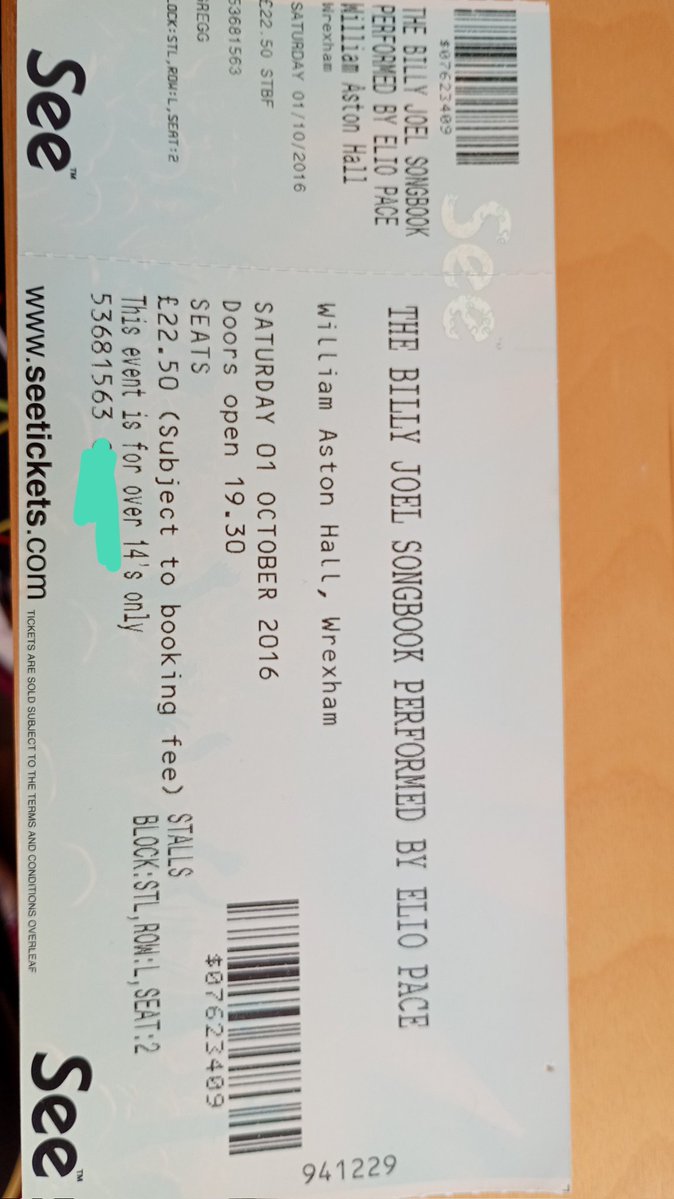 $07623409
THE BILLY JOEL SONGBOOK
PERFORMED BY ELIO PACE
William Aston Hall
Wrexham
SATURDAY 01/10/2016
£22.50 STBF
53681563
GREGG
LOCK:STL,ROW:L,SEAT:2
See™
See™
THE BILLY JOEL SONGBOOK PERFORMED BY ELIO PACE
William Aston Hall, Wrexham
SATURDAY 01 OCTOBER 2016
Doors open 19.30
SEATS
£22.50 (Subject to booking fee) STALLS
This event is for over 14's only
BLOCK:STL,ROW:L,SEAT:2
53681563
$07623409
941229
www.seetickets.com TICKETS ARE SOLD SUBJECT TO THE TERMS AND CONDITIONS OVERLEAF
See™